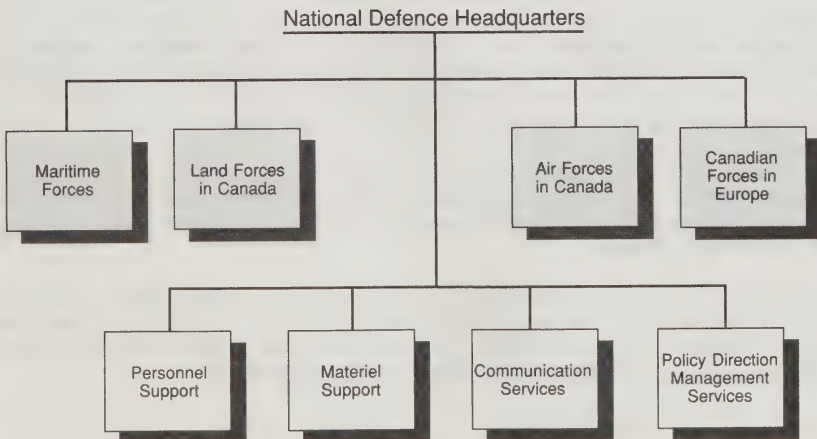 National Defence Headquarters
Maritime
Forces
Land Forces
in Canada
Air Forces
in Canada
Canadian
Forces in
Europe
Personnel
Support
Materiel
Support
Communication
Services
Policy Direction
Management
Services